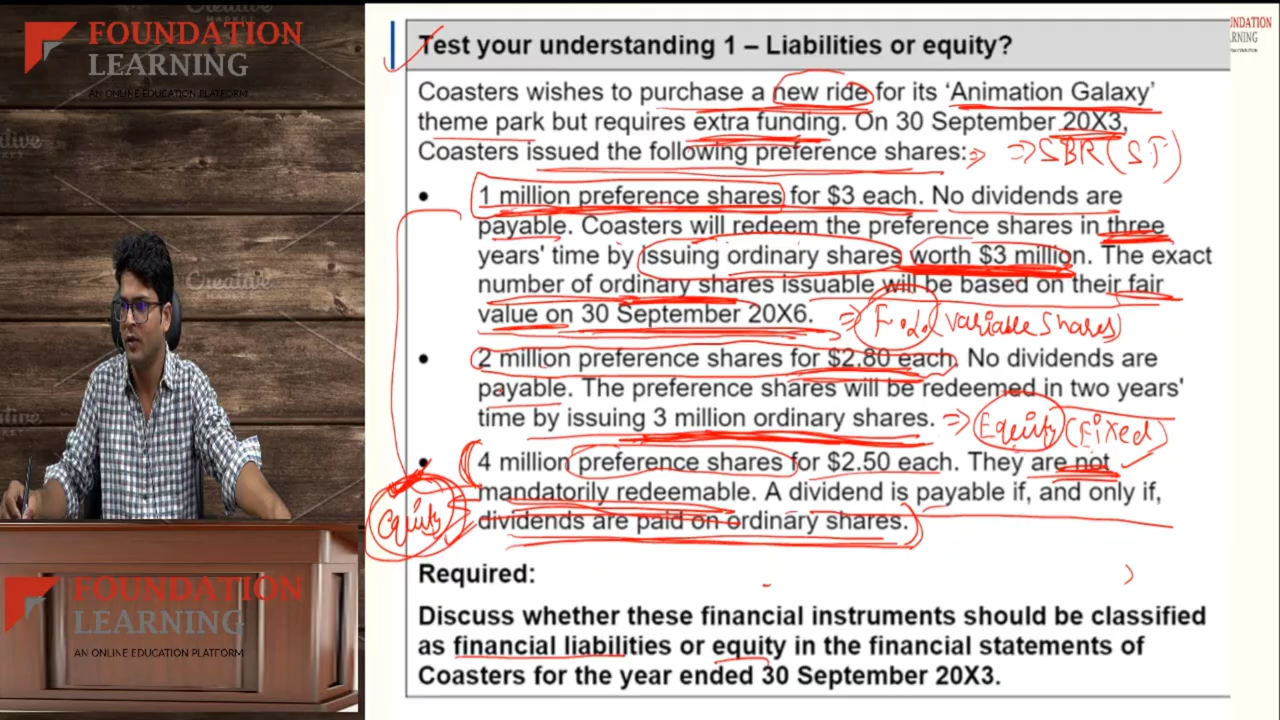 FOUNDATION
LEARNING
AN ONLINE EDUCATION PLATFORM
Creative
MARKET
Creative
Creative
Test your understanding 1 – Liabilities or equity?
Coasters wishes to purchase a new ride for its 'Animation Galaxy'
theme park but requires extra funding. On 30 September 20X3,
Coasters issued the following preference shares: ⇒ ⇒ SBR (ST)
• 1 million preference shares for $3 each. No dividends are
payable. Coasters will redeem the preference shares in three
years' time by issuing ordinary shares worth $3 million. The exact
number of ordinary shares issuable will be based on their fair
value on 30 September 20X6. ⇒ F.L. (variable shares)
• 2 million preference shares for $2.80 each. No dividends are
payable. The preference shares will be redeemed in two years'
time by issuing 3 million ordinary shares. ⇒ Equity (Fixed)
• 4 million preference shares for $2.50 each. They are not
mandatorily redeemable. A dividend is payable if, and only if,
dividends are paid on ordinary shares.
Equity
Required:
Discuss whether these financial instruments should be classified
as financial liabilities or equity in the financial statements of
Coasters for the year ended 30 September 20X3.
FOUNDATION
LEARNING
AN ONLINE EDUCATION PLATFORM